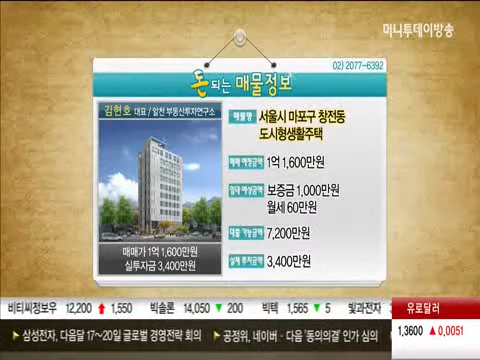 머니투데이방송
02) 2077-6392
돈 되는 매물정보
김현호 대표 / 알천 부동산투자연구소
매매가 1억 1,600만원
실투자금 3,400만원
매물명 서울시 마포구 창전동
도시형생활주택
매매 예정금액 1억 1,600만원
임대 예상금액 보증금 1,000만원
월세 60만원
대출 가능금액 7,200만원
실제 투자금액 3,400만원
비티씨정보우 12,200 ↑ 1,550 빅솔론 14,050 ▼ 200 빅텍 1,565 ▼ 5 빛과전자
유로달러
1,3600 ▲0,0051
▶ 삼성전자, 다음달 17~20일 글로벌 경영전략 회의 ▶ 공정위, 네이버·다음 '동의의결' 인가 심의